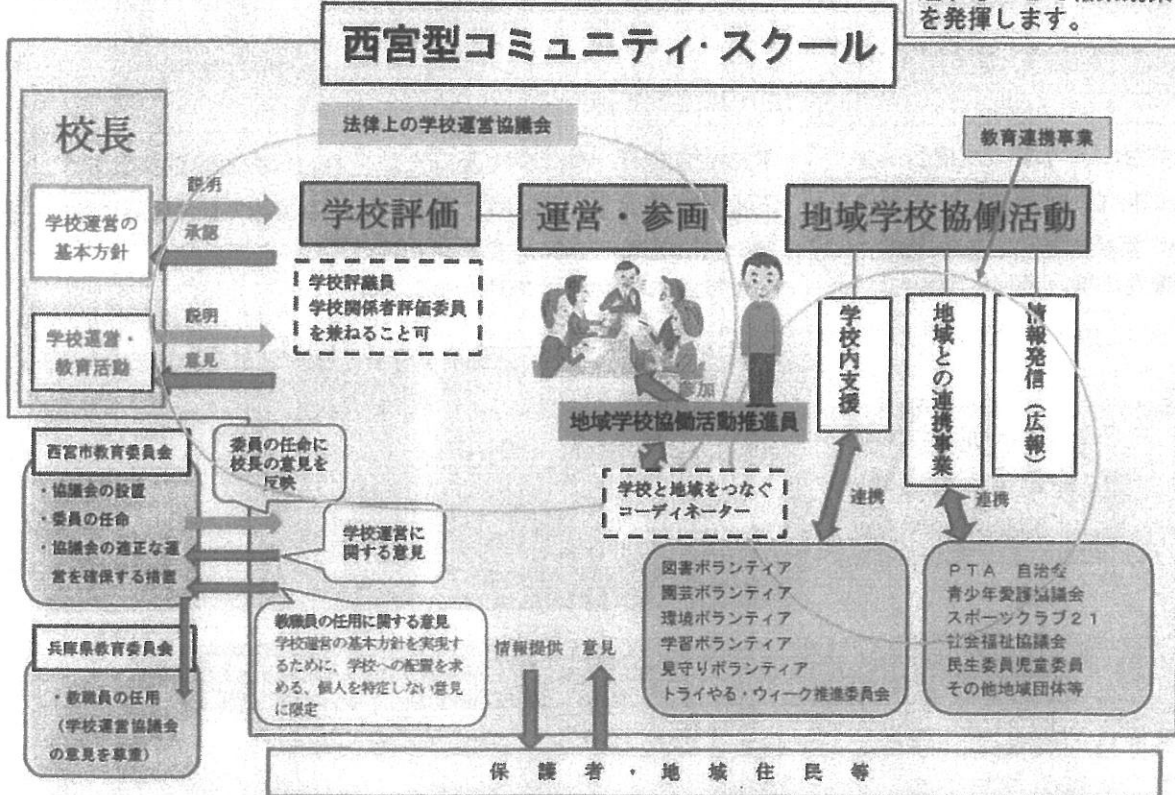 を発揮します。
西宮型コミュニティ・スクール
法律上の学校運営協議会
教育連携事業
校長
学校運営の
基本方針
説明
承認
学校運営・
教育活動
説明
意見
学校評価
運営・参画
地域学校協働活動
学校評議員
学校関係者評価委員
を兼ねること可
参加
地域学校協働活動推進員
学校と地域をつなぐ
コーディネーター
学校内支援
地域との連携事業
情報発信(広報)
連携
連携
西宮市教育委員会
・協議会の設置
・委員の任命
・協議会の適正な運
営を確保する措置
委員の任命に
校長の意見を
反映
学校運営に
関する意見
教職員の任用に関する意見
学校運営の基本方針を実現す
るために、学校への配置を求
める、個人を特定しない意見
に限定
兵庫県教育委員会
・教職員の任用
(学校運営協議会
の意見を尊重)
情報提供
意見
図書ボランティア
園芸ボランティア
環境ボランティア
学習ボランティア
見守りボランティア
トライやる・ウィーク推進委員会
PTA 自治会
青少年愛護協議会
スポーツクラブ21
社会福祉協議会
民生委員児童委員
その他地域団体等
保護者・地域住民等